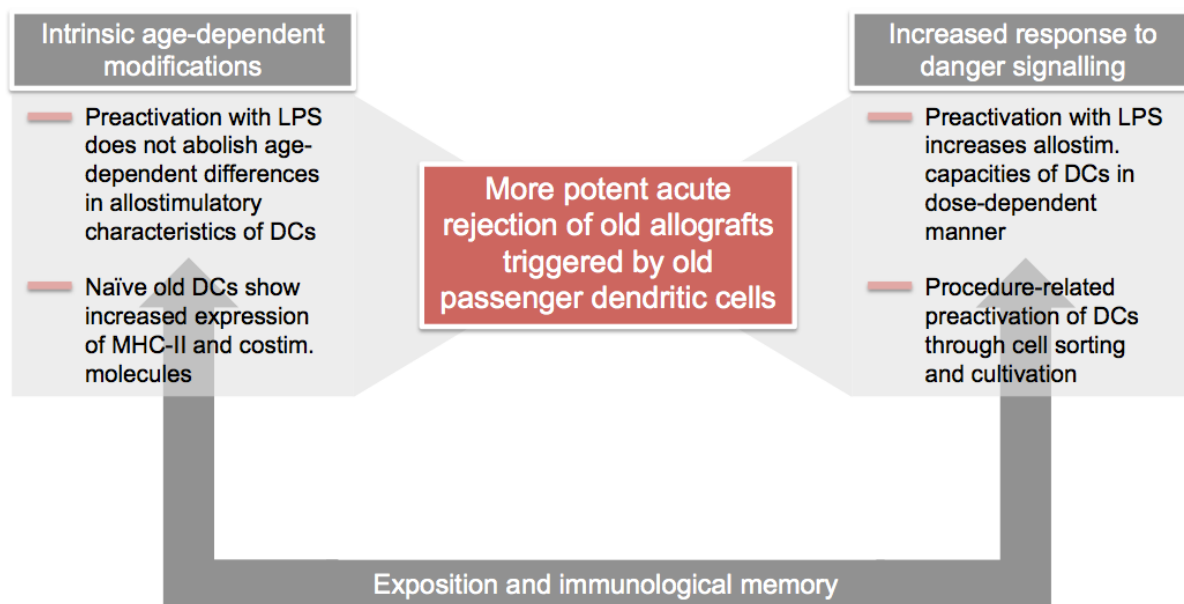 Intrinsic age-dependent
modifications
Preactivation with LPS
does not abolish age-
dependent differences
in allostimulatory
characteristics of DCs
Naïve old DCs show
increased expression
of MHC-II and costim.
molecules
More potent acute
rejection of old allografts
triggered by old
passenger dendritic cells
Increased response to
danger signalling
Preactivation with LPS
increases allostim.
capacities of DCs in
dose-dependent
manner
Procedure-related
preactivation of DCs
through cell sorting
and cultivation
Exposition and immunological memory